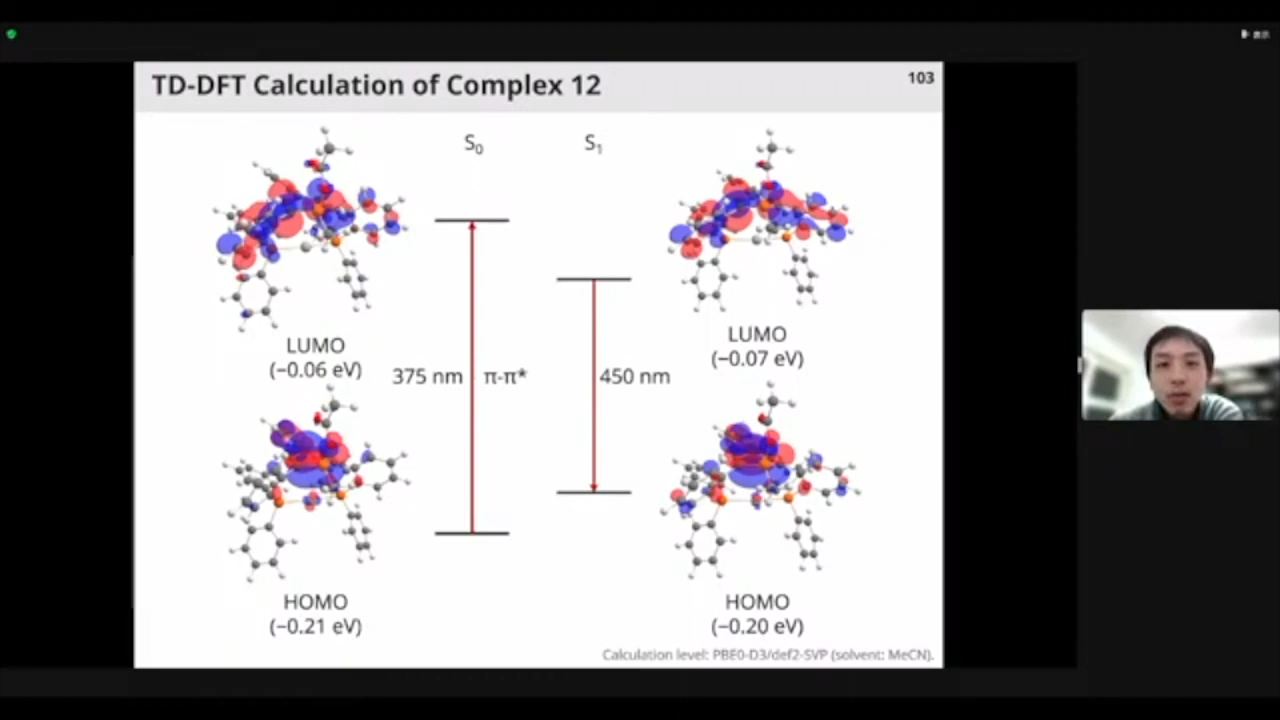 TD-DFT Calculation of Complex 12
103
S₀
S₁
LUMO
(−0.06 eV)
LUMO
(−0.07 eV)
375 nm
π-π*
450 nm
HOMO
(−0.21 eV)
HOMO
(−0.20 eV)
Calculation level: PBE0-D3/def2-SVP (solvent: MeCN).